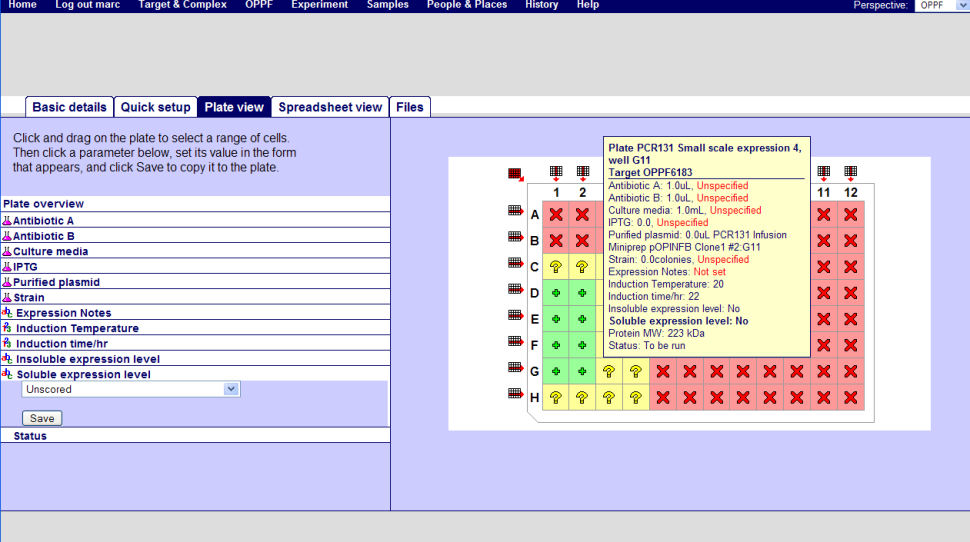 Home Log out marc Target & Complex OPPF Experiment Samples People & Places History Help Perspective: OPPF
Basic details Quick setup Plate view Spreadsheet view Files
Click and drag on the plate to select a range of cells.
Then click a parameter below, set its value in the form
that appears, and click Save to copy it to the plate.
Plate overview
Antibiotic A
Antibiotic B
Culture media
IPTG
Purified plasmid
Strain
Expression Notes
Induction Temperature
Induction time/hr
Insoluble expression level
Soluble expression level
Unscored
Save
Status
Plate PCR131 Small scale expression 4,
well G11
Target OPPF6183
Antibiotic A: 1.0uL, Unspecified
Antibiotic B: 1.0uL, Unspecified
Culture media: 1.0mL, Unspecified
IPTG: 0.0, Unspecified
Purified plasmid: 0.0uL PCR131 Infusion
Miniprep pOPINFB Clone1 #2:G11
Strain: 0.0colonies, Unspecified
Expression Notes: Not set
Induction Temperature: 20
Induction time/hr: 22
Insoluble expression level: No
Soluble expression level: No
Protein MW: 223 kDa
Status: To be run
1 2 11 12
A
B
C
D
E
F
G
H